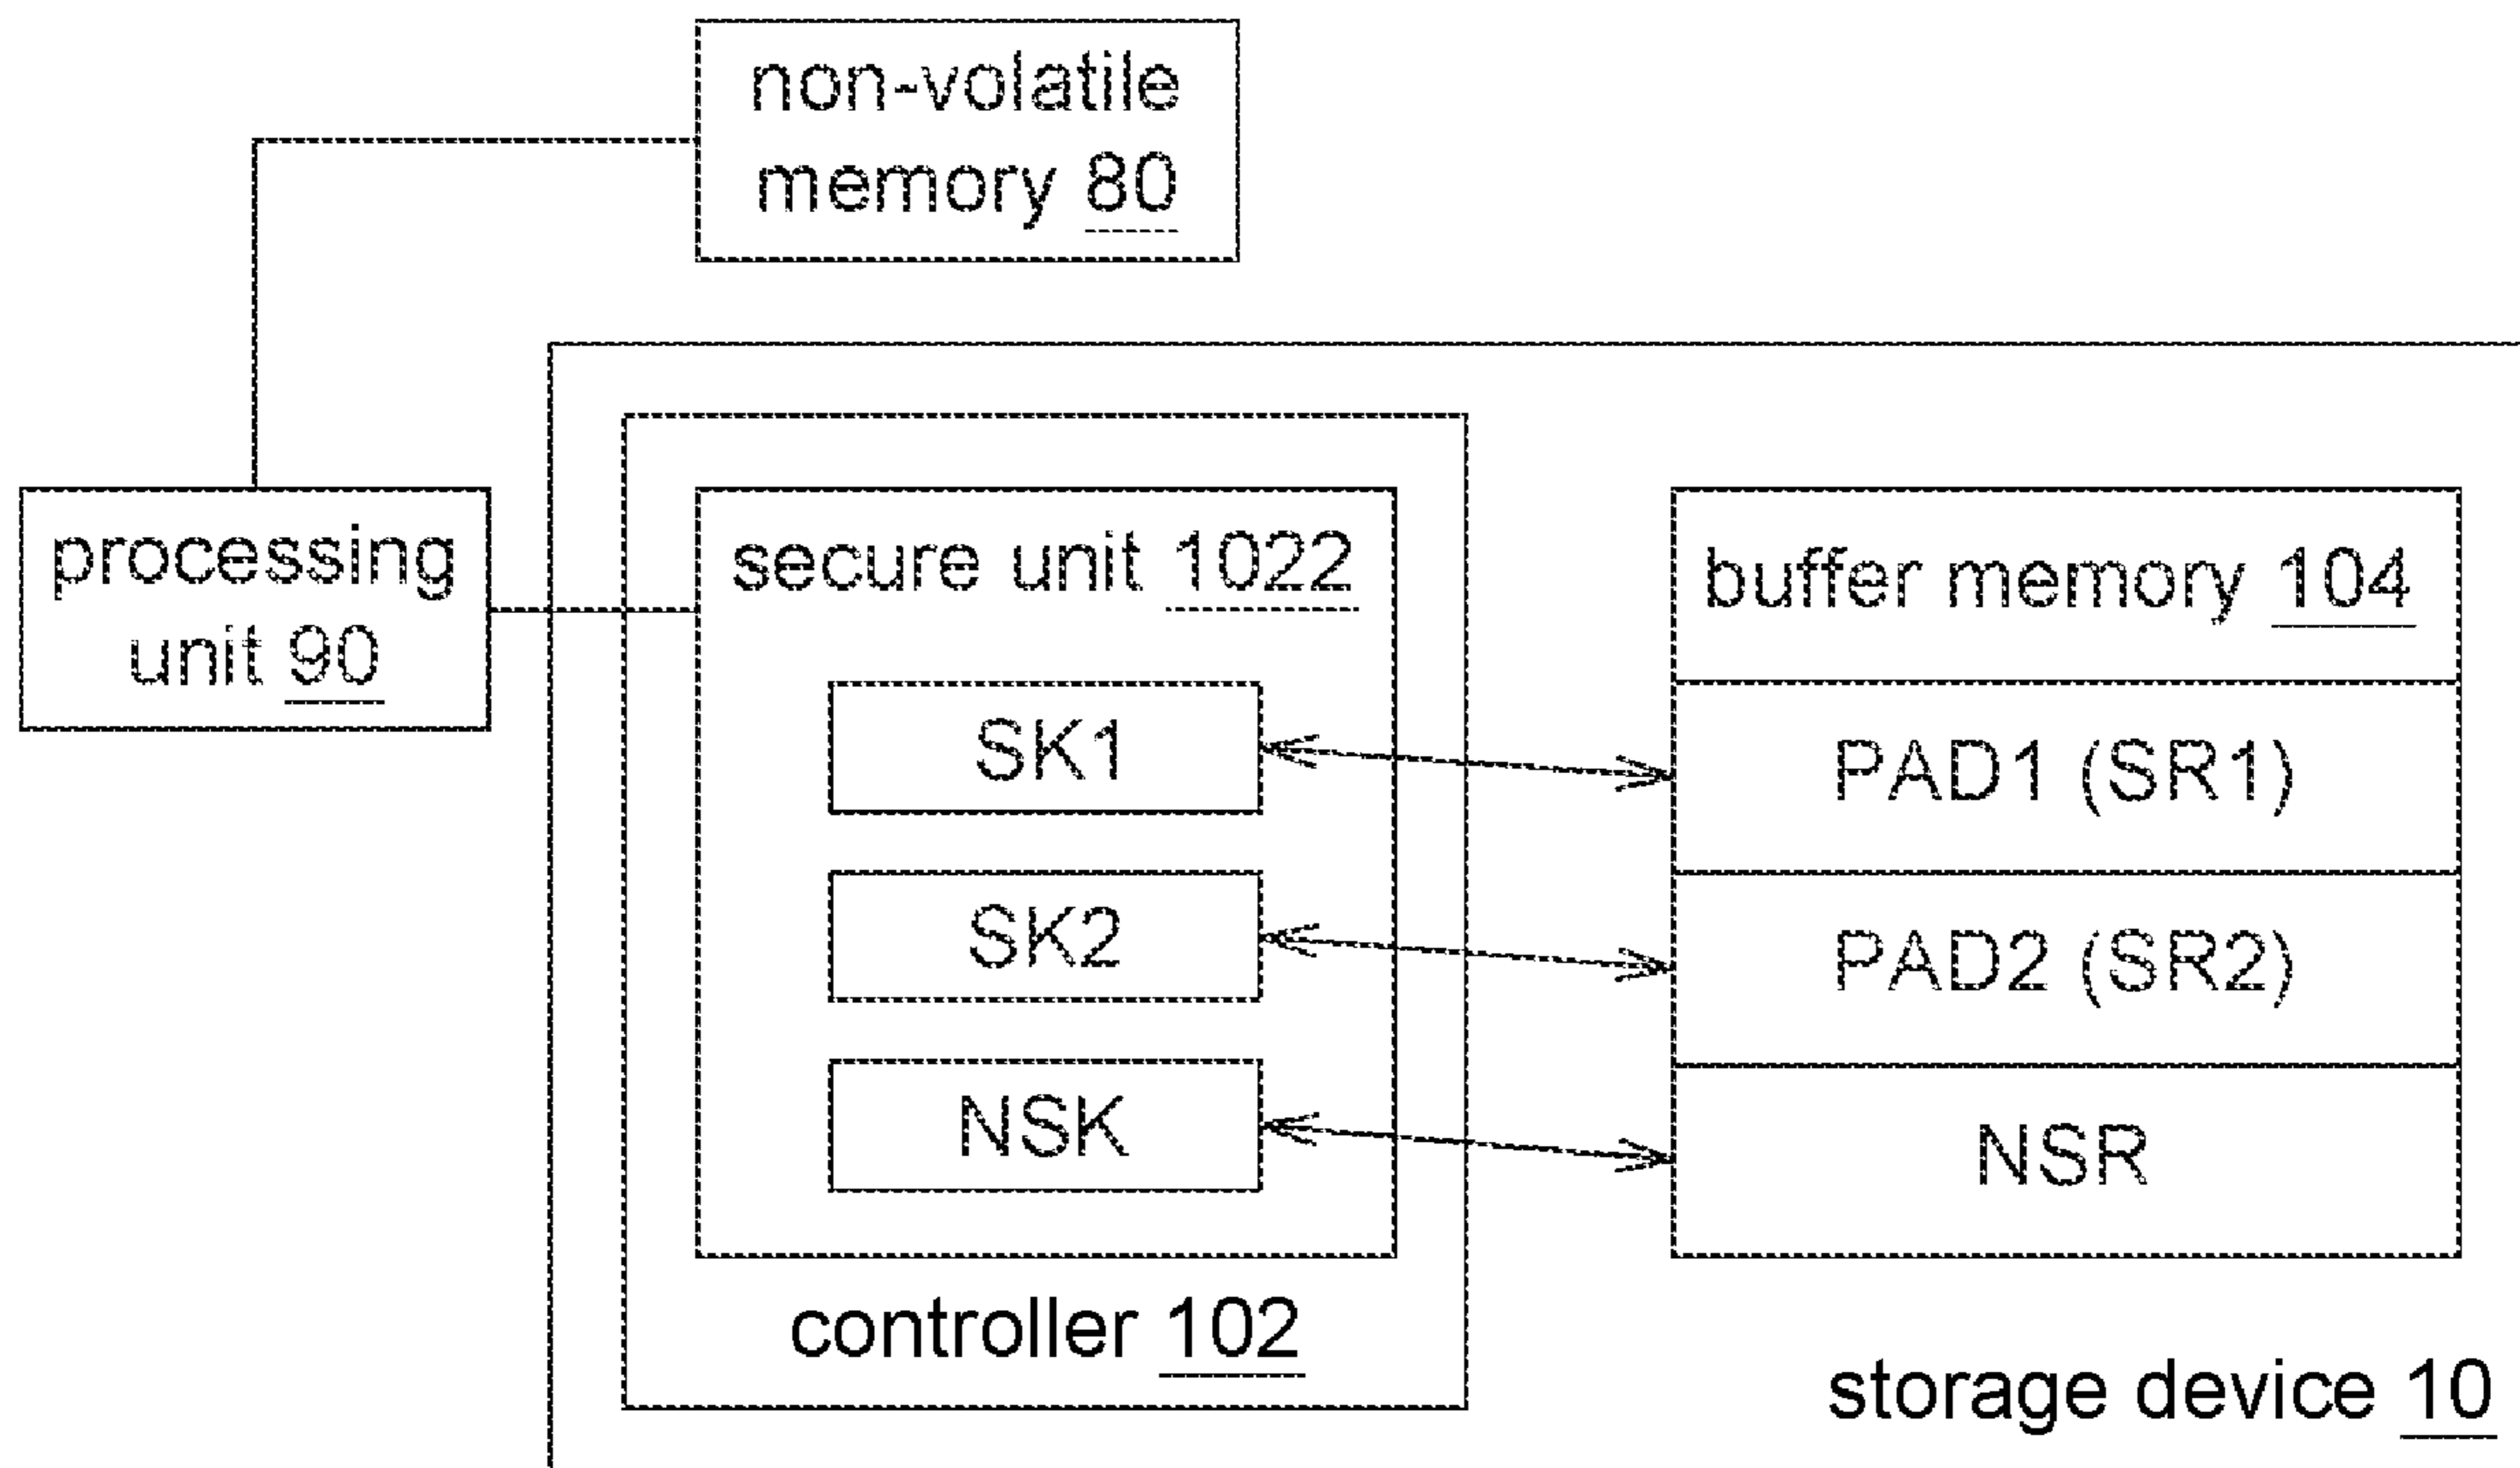 non-volatile
memory 80
processing
unit 90
secure unit 1022
SK1
SK2
NSK
controller 102
buffer memory 104
PAD1 (SR1)
PAD2 (SR2)
NSR
storage device 10